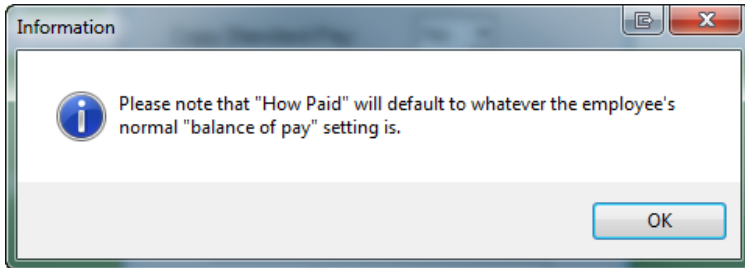 Information
Please note that "How Paid" will default to whatever the employee's
normal "balance of pay" setting is.
OK